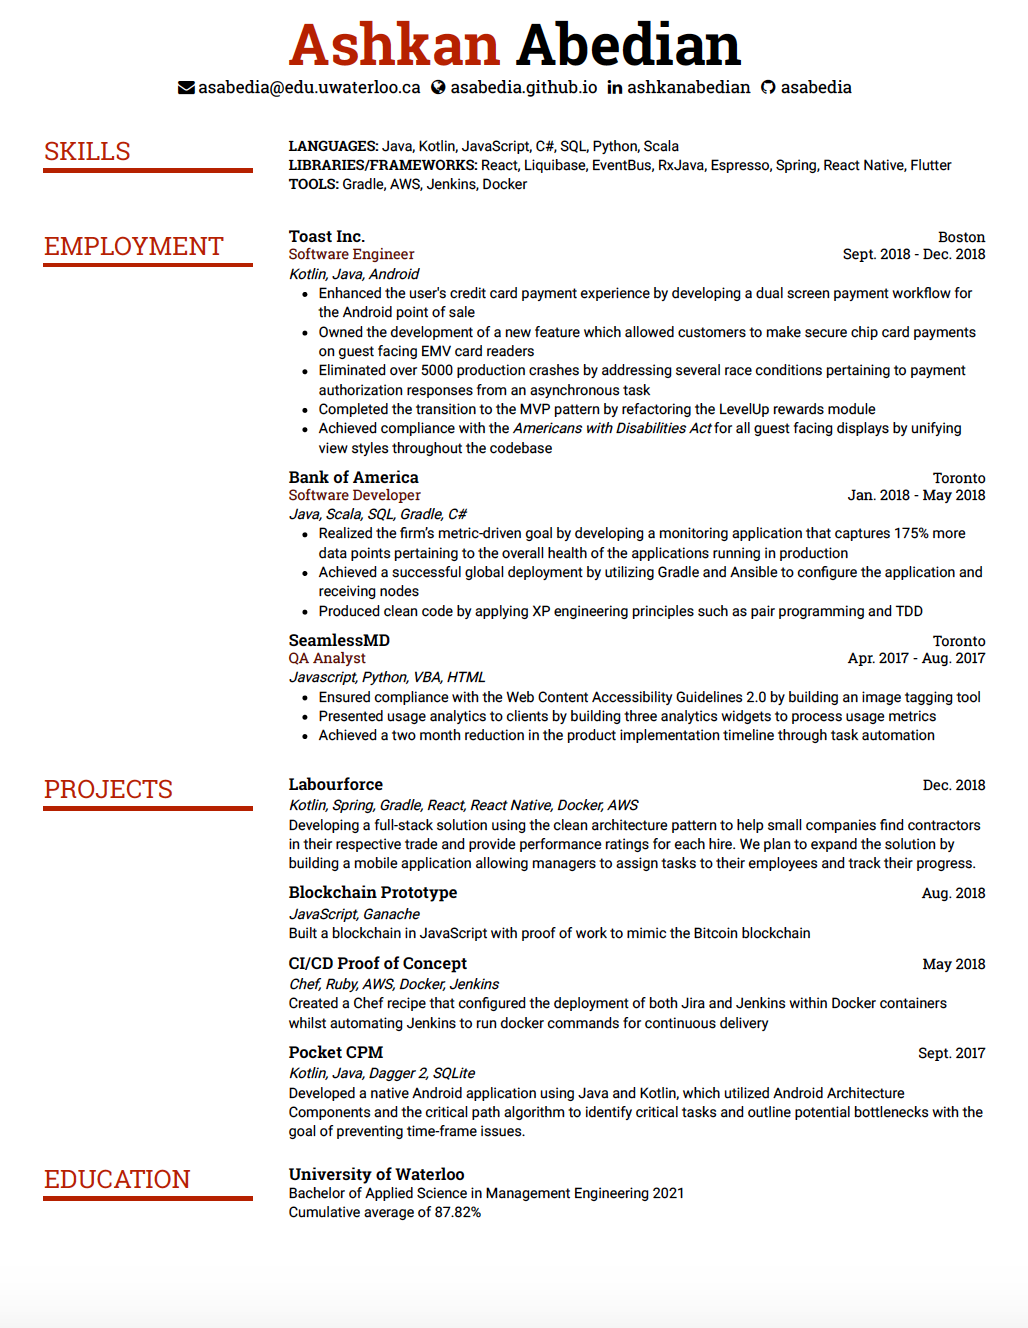 Ashkan Abedian
asabedia@edu.uwaterloo.ca asabedia.github.io ashkanabedian asabedia
SKILLS
LANGUAGES: Java, Kotlin, JavaScript, C#, SQL, Python, Scala
LIBRARIES/FRAMEWORKS: React, Liquibase, EventBus, RxJava, Espresso, Spring, React Native, Flutter
TOOLS: Gradle, AWS, Jenkins, Docker
EMPLOYMENT
Toast Inc. Boston
Software Engineer Sept. 2018 - Dec. 2018
Kotlin, Java, Android
• Enhanced the user's credit card payment experience by developing a dual screen payment workflow for
the Android point of sale
• Owned the development of a new feature which allowed customers to make secure chip card payments
on guest facing EMV card readers
• Eliminated over 5000 production crashes by addressing several race conditions pertaining to payment
authorization responses from an asynchronous task
• Completed the transition to the MVP pattern by refactoring the LevelUp rewards module
• Achieved compliance with the Americans with Disabilities Act for all guest facing displays by unifying
view styles throughout the codebase
Bank of America Toronto
Software Developer Jan. 2018 - May 2018
Java, Scala, SQL, Gradle, C#
• Realized the firm's metric-driven goal by developing a monitoring application that captures 175% more
data points pertaining to the overall health of the applications running in production
• Achieved a successful global deployment by utilizing Gradle and Ansible to configure the application and
receiving nodes
• Produced clean code by applying XP engineering principles such as pair programming and TDD
SeamlessMD Toronto
QA Analyst Apr. 2017 - Aug. 2017
Javascript, Python, VBA, HTML
• Ensured compliance with the Web Content Accessibility Guidelines 2.0 by building an image tagging tool
• Presented usage analytics to clients by building three analytics widgets to process usage metrics
• Achieved a two month reduction in the product implementation timeline through task automation
PROJECTS
Labourforce Dec. 2018
Kotlin, Spring, Gradle, React, React Native, Docker, AWS
Developing a full-stack solution using the clean architecture pattern to help small companies find contractors
in their respective trade and provide performance ratings for each hire. We plan to expand the solution by
building a mobile application allowing managers to assign tasks to their employees and track their progress.
Blockchain Prototype Aug. 2018
JavaScript, Ganache
Built a blockchain in JavaScript with proof of work to mimic the Bitcoin blockchain
CI/CD Proof of Concept May 2018
Chef, Ruby, AWS, Docker, Jenkins
Created a Chef recipe that configured the deployment of both Jira and Jenkins within Docker containers
whilst automating Jenkins to run docker commands for continuous delivery
Pocket CPM Sept. 2017
Kotlin, Java, Dagger 2, SQLite
Developed a native Android application using Java and Kotlin, which utilized Android Architecture
Components and the critical path algorithm to identify critical tasks and outline potential bottlenecks with the
goal of preventing time-frame issues.
EDUCATION
University of Waterloo
Bachelor of Applied Science in Management Engineering 2021
Cumulative average of 87.82%